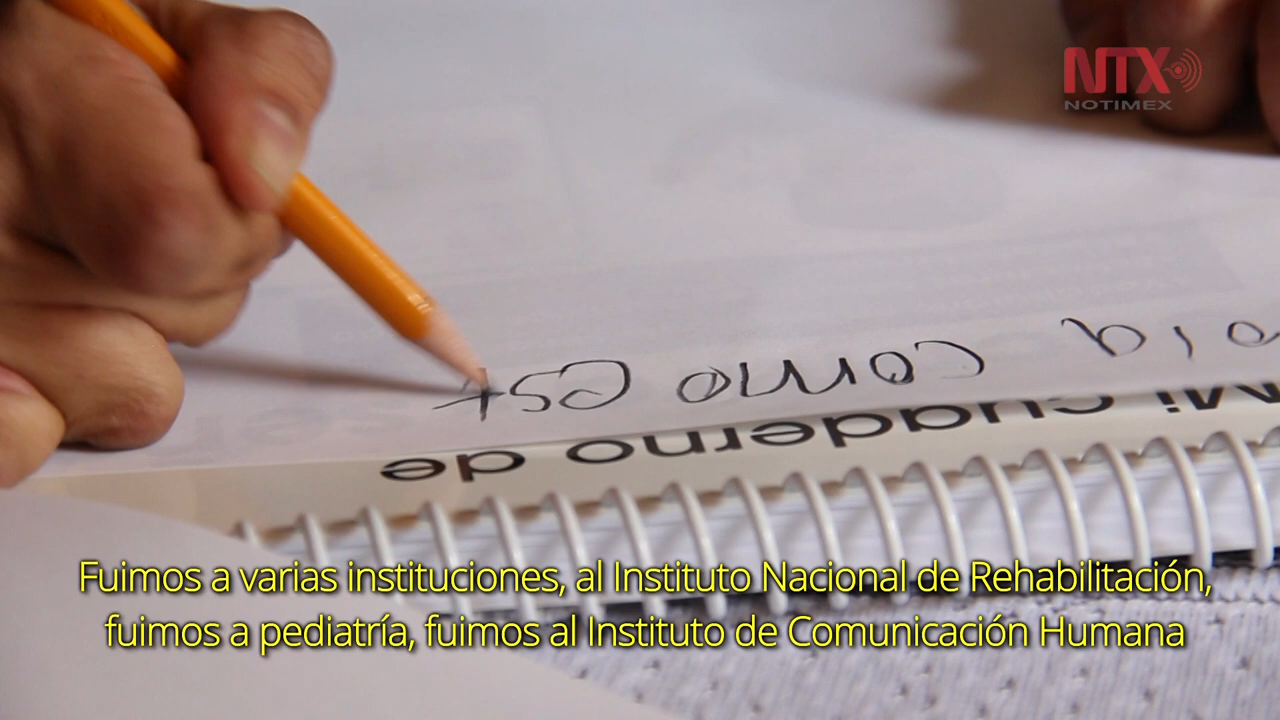 NTX
NOTIMEX
como est
Mi cuaderno de
Fuimos a varias instituciones, al Instituto Nacional de Rehabilitación,
fuimos a pediatría, fuimos al Instituto de Comunicación Humana